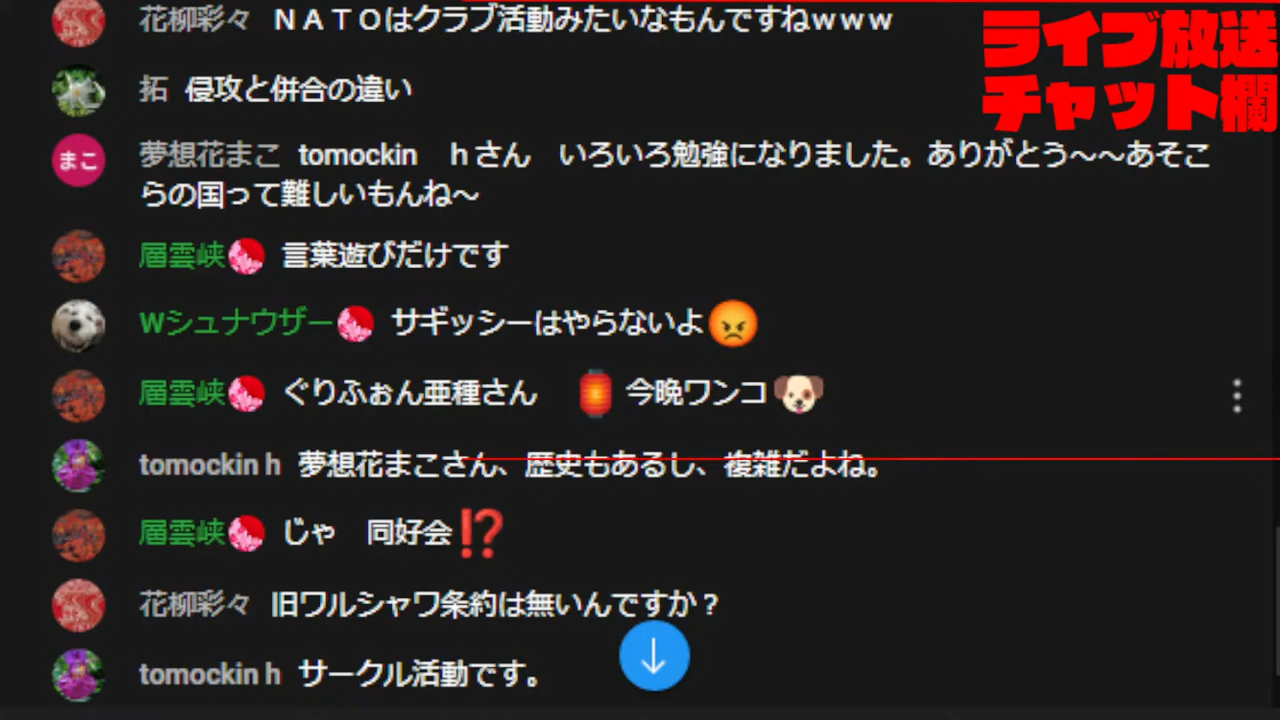 花柳彩々 ＮＡＴＯはクラブ活動みたいなもんですねｗｗｗ
ライブ放送
チャット欄
拓 侵攻と併合の違い
まこ
夢想花まこ tomockin　ｈさん　いろいろ勉強になりました。ありがとう～～あそこ
らの国って難しいもんね～
層雲峡 言葉遊びだけです
Wシュナウザー サギッシーはやらないよ😡
層雲峡 ぐりふぉん亜種さん　🏮 今晩ワンコ🐶
tomockin h 夢想花まこさん、歴史もあるし、複雑だよね。
層雲峡 じゃ　同好会⁉
花柳彩々 旧ワルシャワ条約は無いんですか？
tomockin h サークル活動です。